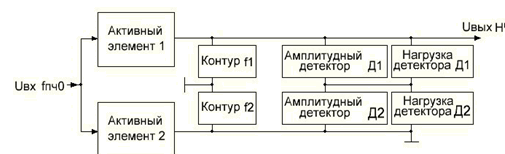 Активный
элемент 1
Uвых НЧ
Контур f1
Амплитудный
детектор Д1
Нагрузка
детектора Д1
Uвх fпч0
Контур f2
Амплитудный
детектор Д2
Нагрузка
детектора Д2
Активный
элемент 2